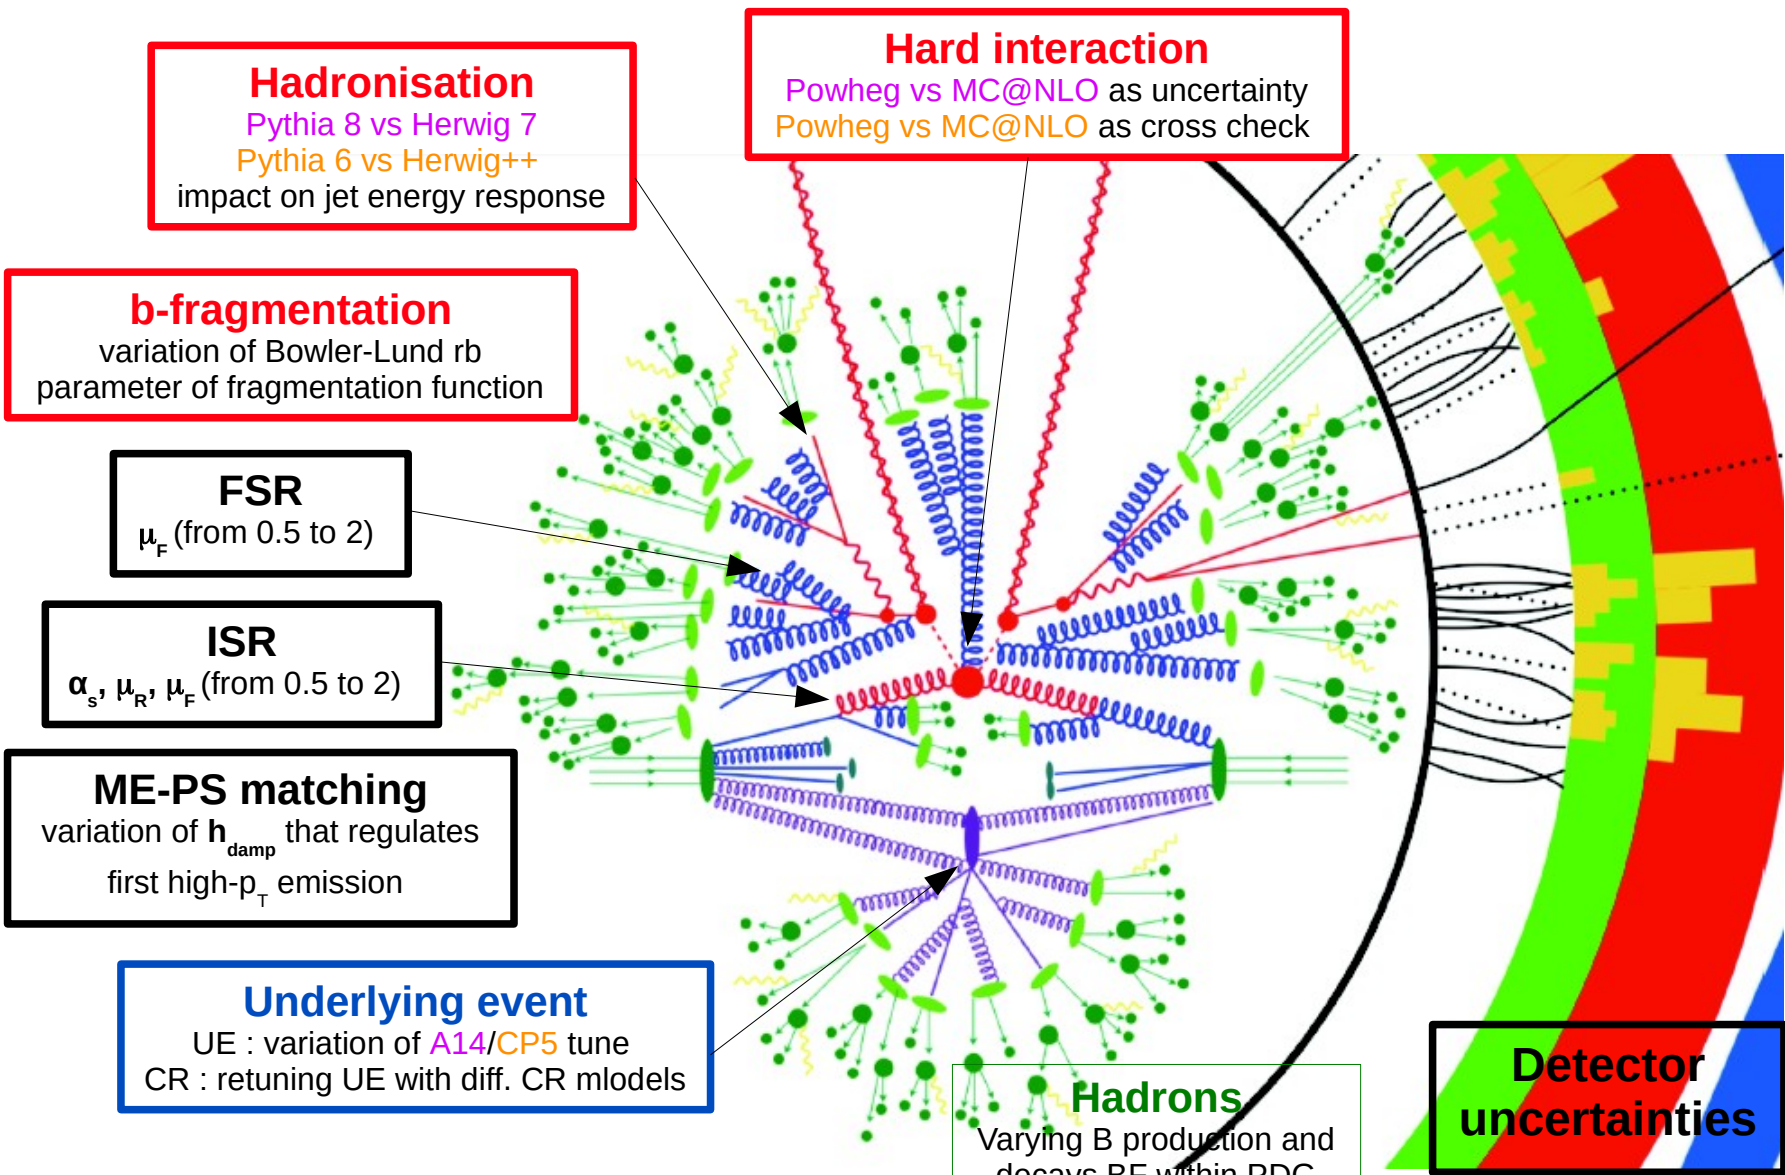 Hadronisation
Pythia 8 vs Herwig 7
Pythia 6 vs Herwig++
impact on jet energy response
Hard interaction
Powheg vs MC@NLO as uncertainty
Powheg vs MC@NLO as cross check
b-fragmentation
variation of Bowler-Lund rb
parameter of fragmentation function
FSR
μF (from 0.5 to 2)
ISR
αs, μR, μF (from 0.5 to 2)
ME-PS matching
variation of hdamp that regulates
first high-pT emission
Underlying event
UE : variation of A14/CP5 tune
CR : retuning UE with diff. CR mlodels
Hadrons
Varying B production and
decays BF within PDG
Detector
uncertainties